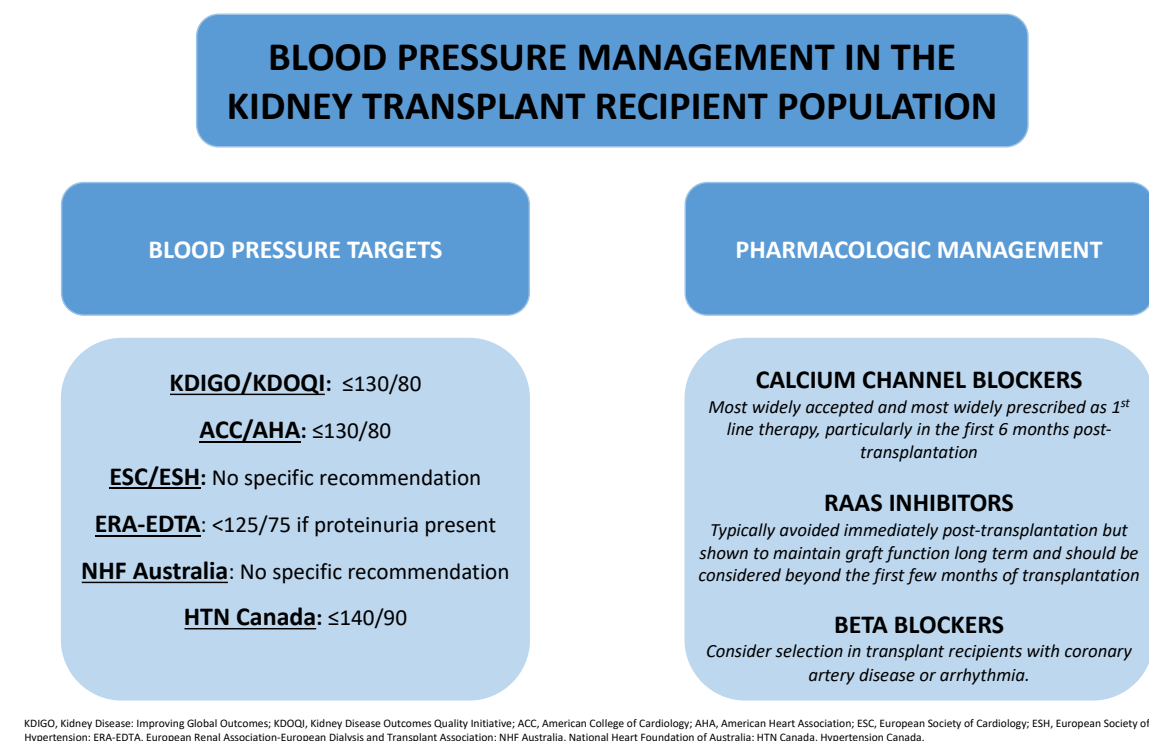 BLOOD PRESSURE MANAGEMENT IN THE
KIDNEY TRANSPLANT RECIPIENT POPULATION
BLOOD PRESSURE TARGETS
KDIGO/KDOQI: ≤130/80
ACC/AHA: ≤130/80
ESC/ESH: No specific recommendation
ERA-EDTA: <125/75 if proteinuria present
NHF Australia: No specific recommendation
HTN Canada: ≤140/90
PHARMACOLOGIC MANAGEMENT
CALCIUM CHANNEL BLOCKERS
Most widely accepted and most widely prescribed as 1st
line therapy, particularly in the first 6 months post-
transplantation
RAAS INHIBITORS
Typically avoided immediately post-transplantation but
shown to maintain graft function long term and should be
considered beyond the first few months of transplantation
BETA BLOCKERS
Consider selection in transplant recipients with coronary
artery disease or arrhythmia.
KDIGO, Kidney Disease: Improving Global Outcomes; KDOQI, Kidney Disease Outcomes Quality Initiative; ACC, American College of Cardiology; AHA, American Heart Association; ESC, European Society of Cardiology; ESH, European Society of
Hypertension; ERA-EDTA, European Renal Association-European Dialysis and Transplant Association; NHF Australia, National Heart Foundation of Australia; HTN Canada, Hypertension Canada.